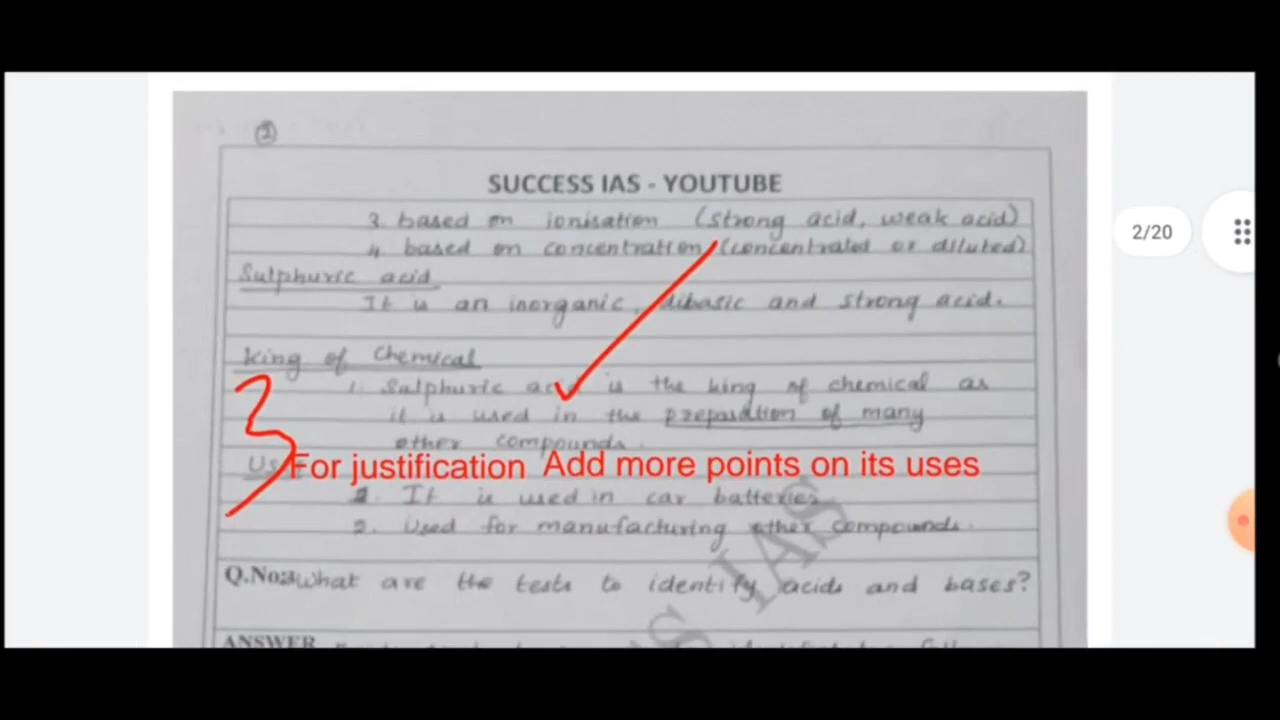 2
SUCCESS IAS - YOUTUBE
3. based on ionisation (strong acid, weak acid)
4. based on concentration (concentrated or diluted)
2/20
Sulphuric acid
It is an inorganic, dibasic and strong acid.
King of Chemical
1. Sulphuric acid is the king of chemical as
it is used in the preparation of many
other compounds.
For justification Add more points on its uses
It is used in car batteries
2. Used for manufacturing other compounds.
Q.No:3 What are the tests to identify acids and bases?
IAS
ANSWER